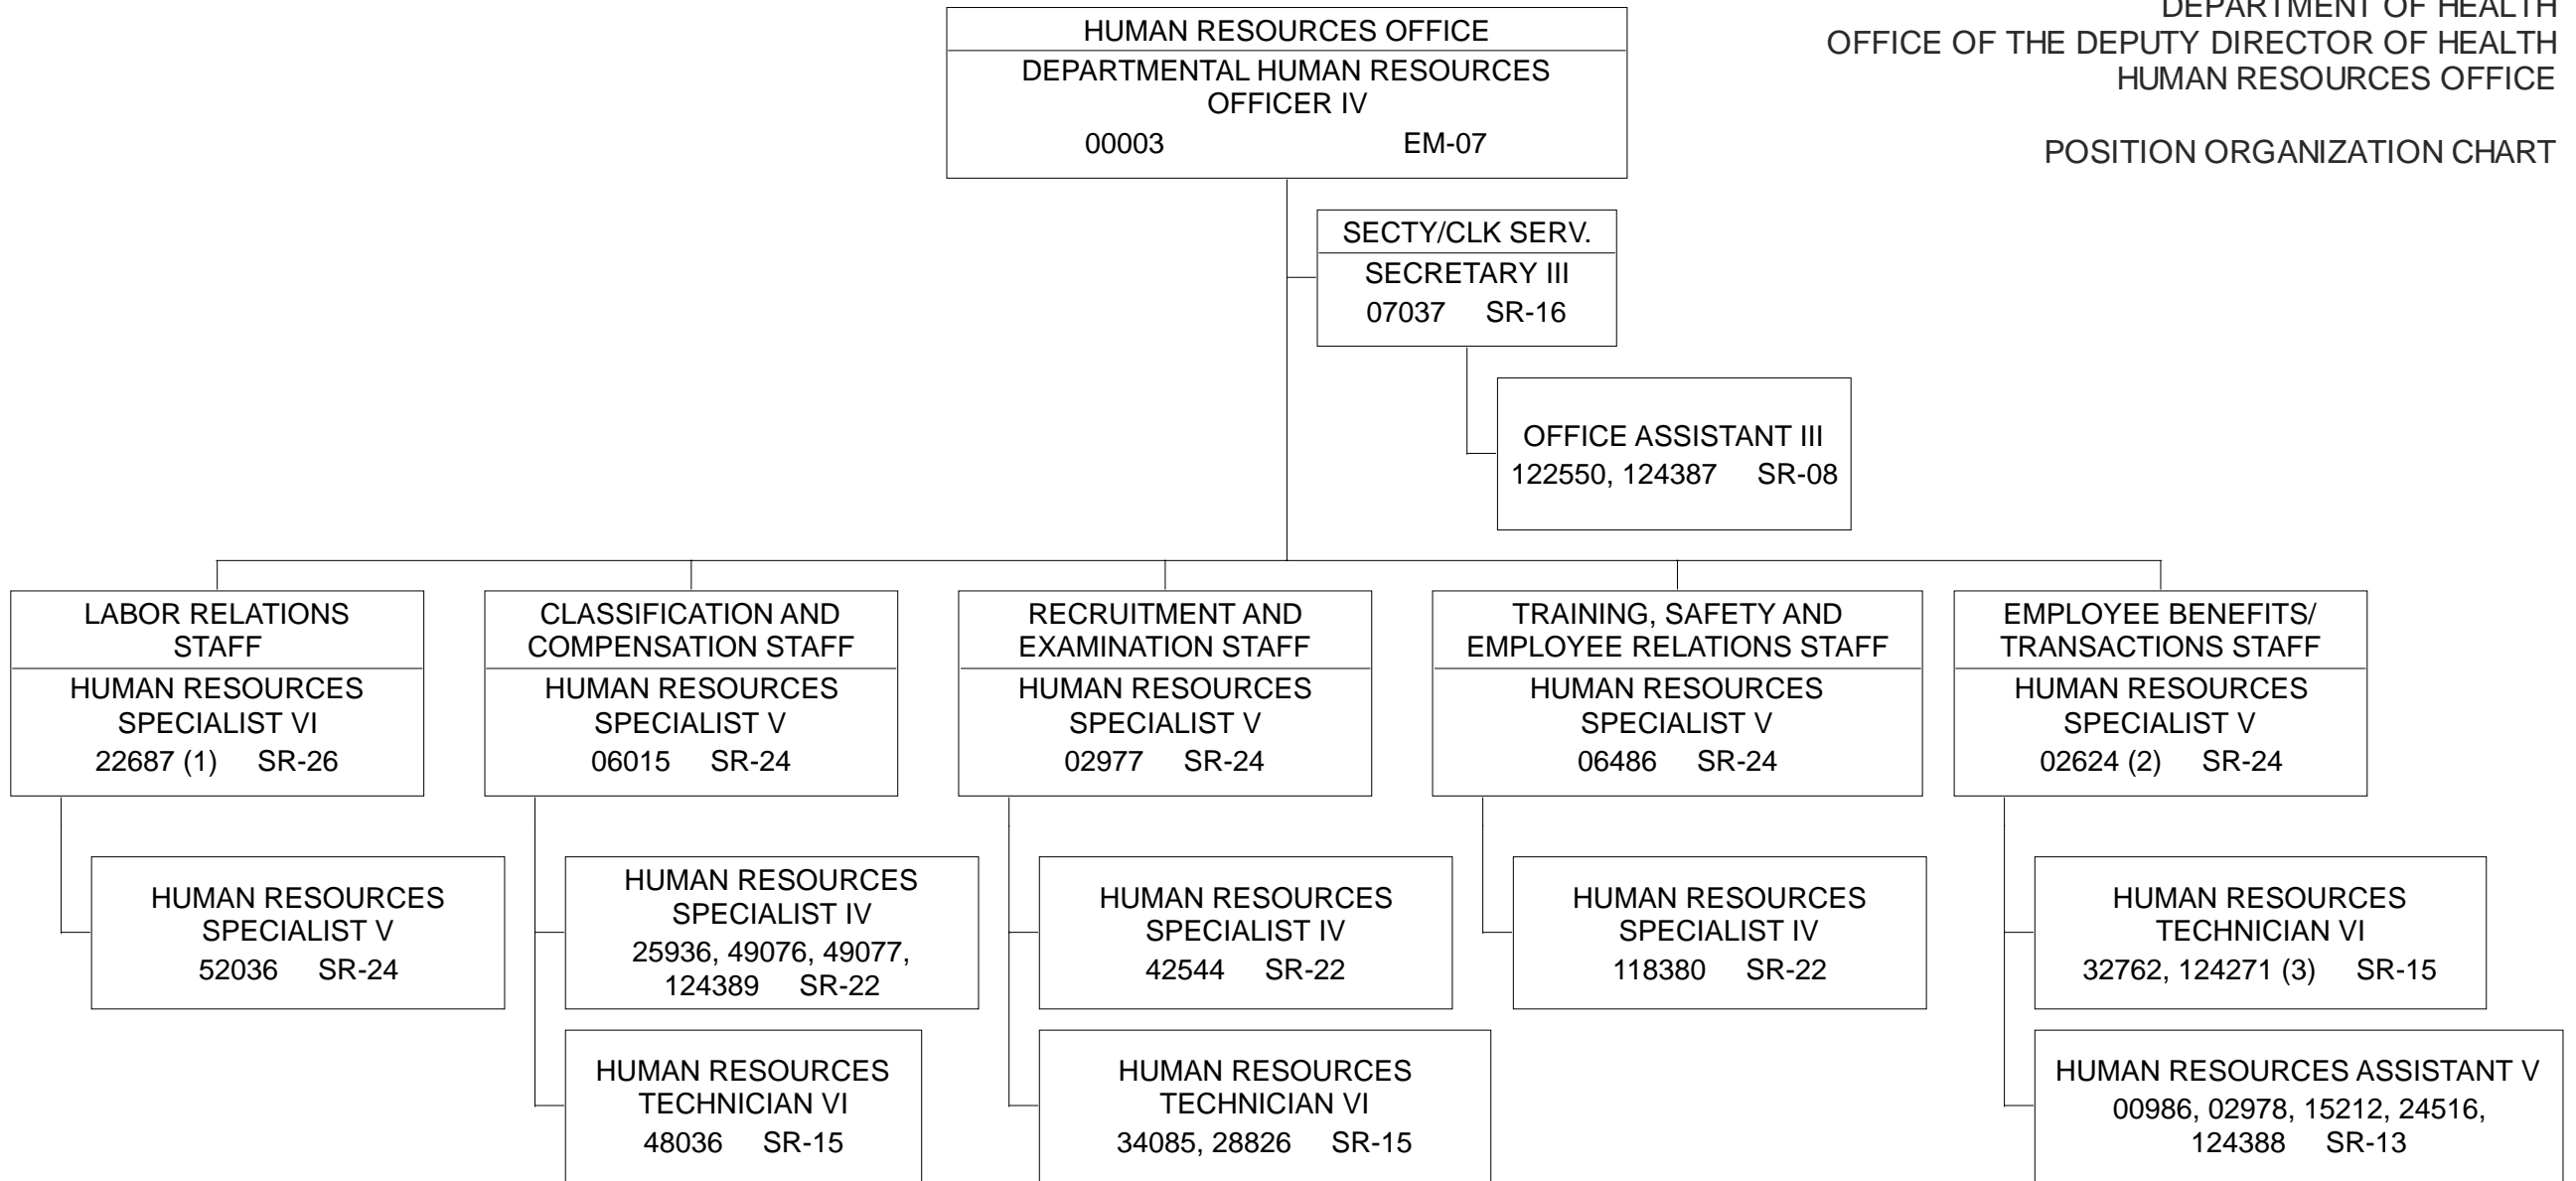 DEPARTMENT OF HEALTH
OFFICE OF THE DEPUTY DIRECTOR OF HEALTH
HUMAN RESOURCES OFFICE
POSITION ORGANIZATION CHART
HUMAN RESOURCES OFFICE
DEPARTMENTAL HUMAN RESOURCES
OFFICER IV
00003 EM-07
SECTY/CLK SERV.
SECRETARY III
07037 SR-16
OFFICE ASSISTANT III
122550, 124387 SR-08
LABOR RELATIONS
STAFF
HUMAN RESOURCES
SPECIALIST VI
22687 (1) SR-26
HUMAN RESOURCES
SPECIALIST V
52036 SR-24
CLASSIFICATION AND
COMPENSATION STAFF
HUMAN RESOURCES
SPECIALIST V
06015 SR-24
HUMAN RESOURCES
SPECIALIST IV
25936, 49076, 49077,
124389 SR-22
HUMAN RESOURCES
TECHNICIAN VI
48036 SR-15
RECRUITMENT AND
EXAMINATION STAFF
HUMAN RESOURCES
SPECIALIST V
02977 SR-24
HUMAN RESOURCES
SPECIALIST IV
42544 SR-22
HUMAN RESOURCES
TECHNICIAN VI
34085, 28826 SR-15
TRAINING, SAFETY AND
EMPLOYEE RELATIONS STAFF
HUMAN RESOURCES
SPECIALIST V
06486 SR-24
HUMAN RESOURCES
SPECIALIST IV
118380 SR-22
EMPLOYEE BENEFITS/
TRANSACTIONS STAFF
HUMAN RESOURCES
SPECIALIST V
02624 (2) SR-24
HUMAN RESOURCES
TECHNICIAN VI
32762, 124271 (3) SR-15
HUMAN RESOURCES ASSISTANT V
00986, 02978, 15212, 24516,
124388 SR-13